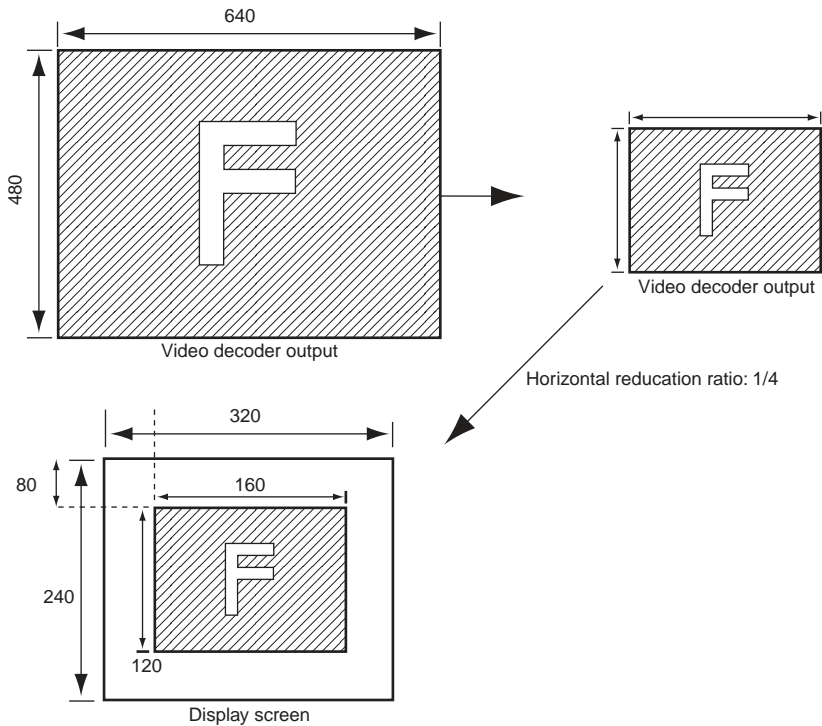 640
480
F
Video decoder output
F
Video decoder output
Horizontal reducation ratio: 1/4
320
80
160
F
240
120
Display screen